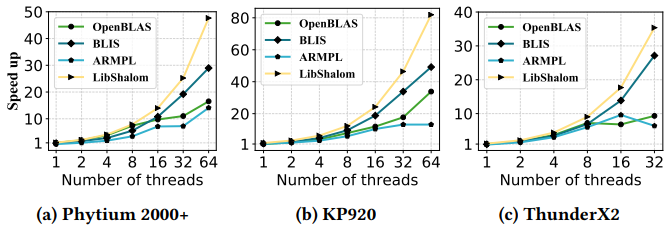 Speed up
50
40
30
20
10
1
OpenBLAS
BLIS
ARMPL
LibShalom
1 2 4 8 16 32 64
Number of threads
(a) Phytium 2000+
80
60
40
20
1
OpenBLAS
BLIS
ARMPL
LibShalom
1 2 4 8 16 32 64
Number of threads
(b) KP920
40
30
20
10
1
OpenBLAS
BLIS
ARMPL
LibShalom
1 2 4 8 16 32
Number of threads
(c) ThunderX2